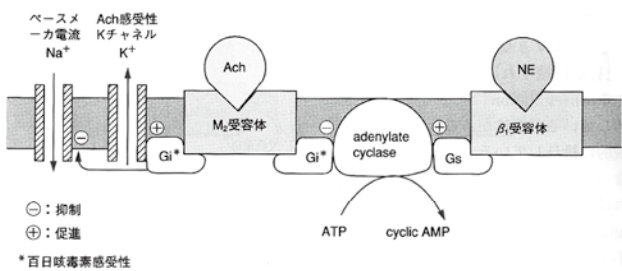 ペースメ
ーカ電流
Na⁺
Ach感受性
Kチャネル
K⁺
Ach
NE
⊖
⊕
M₂受容体
⊖
adenylate
cyclase
⊕
β₁受容体
Gi*
Gi*
Gs
⊖：抑制
⊕：促進
ATP
cyclic AMP
*百日咳毒素感受性